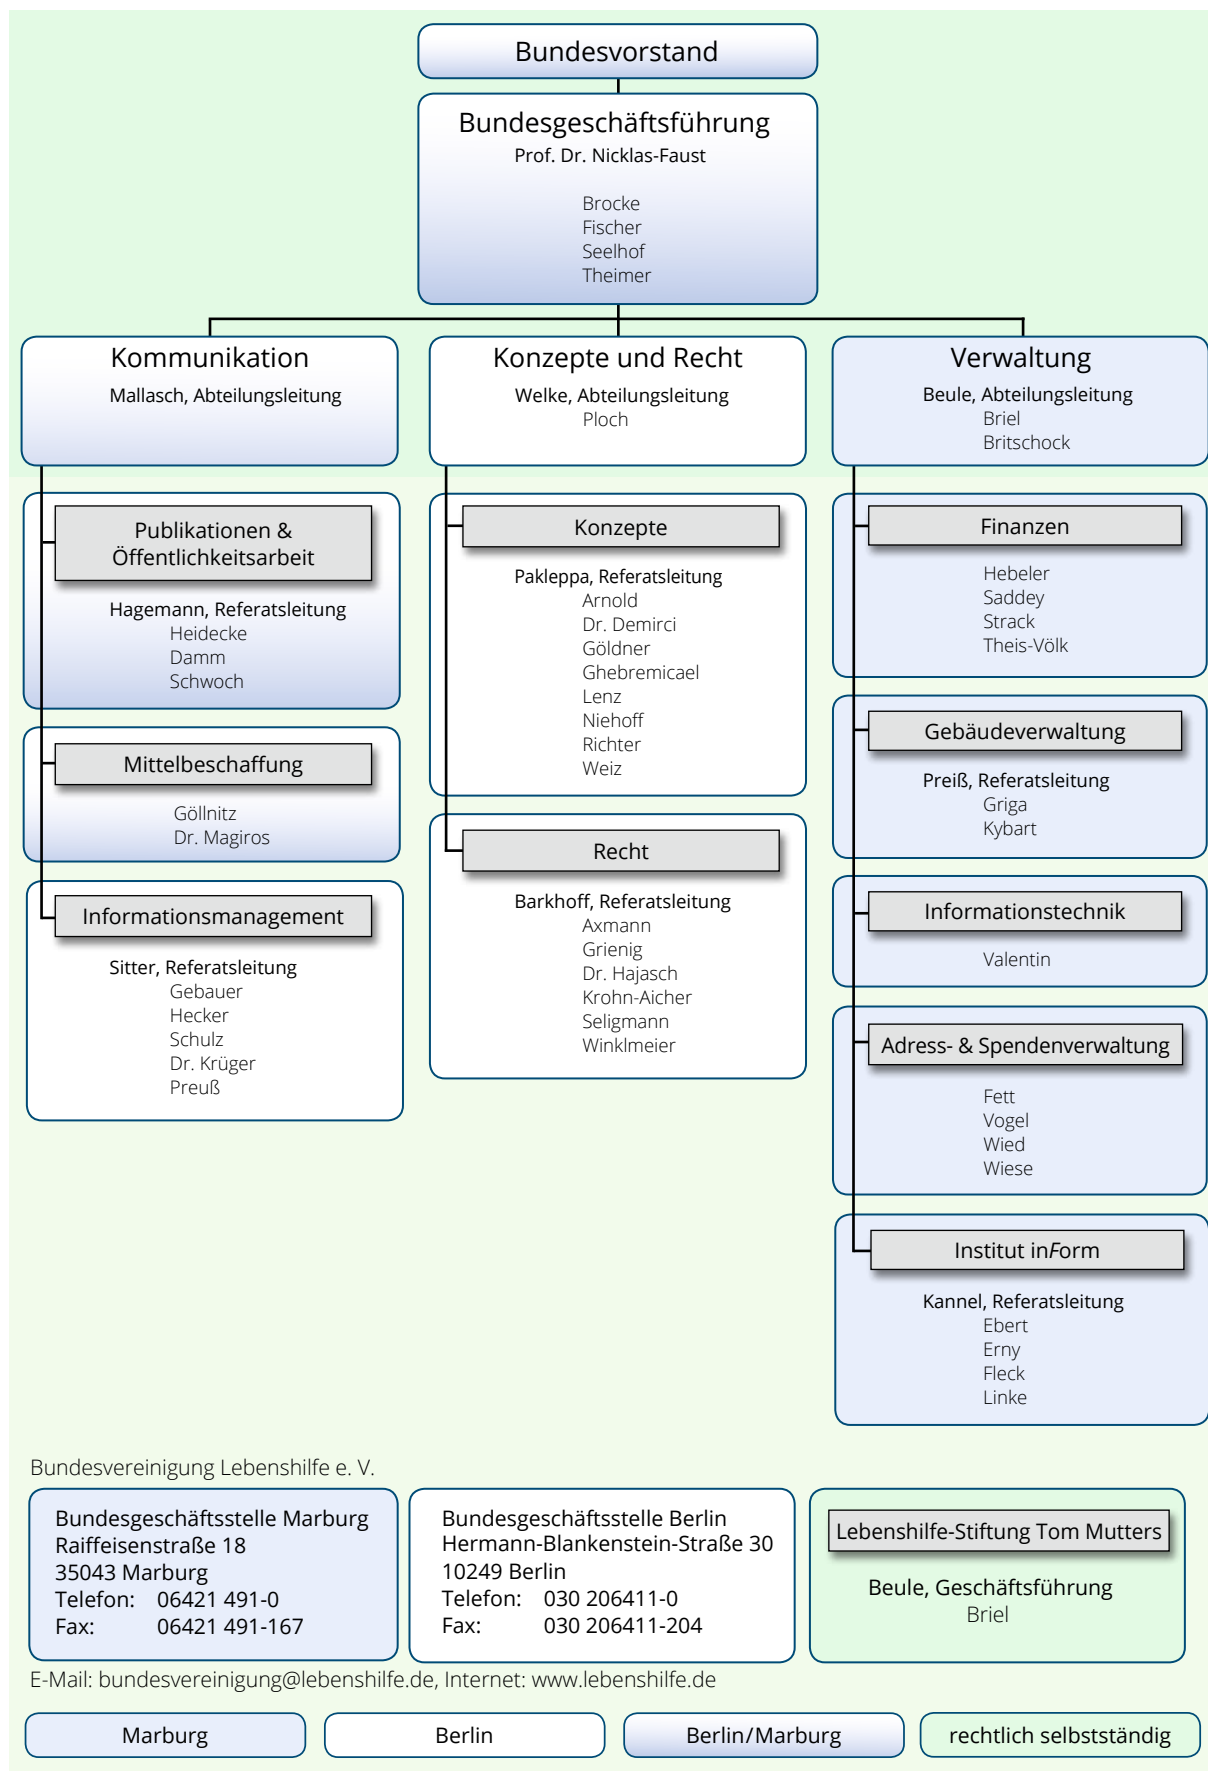 Bundesvorstand
Bundesgeschäftsführung
Prof. Dr. Nicklas-Faust
Brocke
Fischer
Seelhof
Theimer
Kommunikation
Mallasch, Abteilungsleitung
Publikationen &
Öffentlichkeitsarbeit
Hagemann, Referatsleitung
Heidecke
Damm
Schwoch
Mittelbeschaffung
Göllnitz
Dr. Magiros
Informationsmanagement
Sitter, Referatsleitung
Gebauer
Hecker
Schulz
Dr. Krüger
Preuß
Konzepte und Recht
Welke, Abteilungsleitung
Ploch
Konzepte
Pakleppa, Referatsleitung
Arnold
Dr. Demirci
Göldner
Ghebremicael
Lenz
Niehoff
Richter
Weiz
Recht
Barkhoff, Referatsleitung
Axmann
Grienig
Dr. Hajasch
Krohn-Aicher
Seligmann
Winklmeier
Verwaltung
Beule, Abteilungsleitung
Briel
Britschock
Finanzen
Hebeler
Saddey
Strack
Theis-Völk
Gebäudeverwaltung
Preiß, Referatsleitung
Griga
Kybart
Informationstechnik
Valentin
Adress- & Spendenverwaltung
Fett
Vogel
Wied
Wiese
Institut inForm
Kannel, Referatsleitung
Ebert
Erny
Fleck
Linke
Bundesvereinigung Lebenshilfe e. V.
Bundesgeschäftsstelle Marburg
Raiffeisenstraße 18
35043 Marburg
Telefon: 06421 491-0
Fax: 06421 491-167
Bundesgeschäftsstelle Berlin
Hermann-Blankenstein-Straße 30
10249 Berlin
Telefon: 030 206411-0
Fax: 030 206411-204
Lebenshilfe-Stiftung Tom Mutters
Beule, Geschäftsführung
Briel
E-Mail: bundesvereinigung@lebenshilfe.de, Internet: www.lebenshilfe.de
Marburg
Berlin
Berlin/Marburg
rechtlich selbstständig